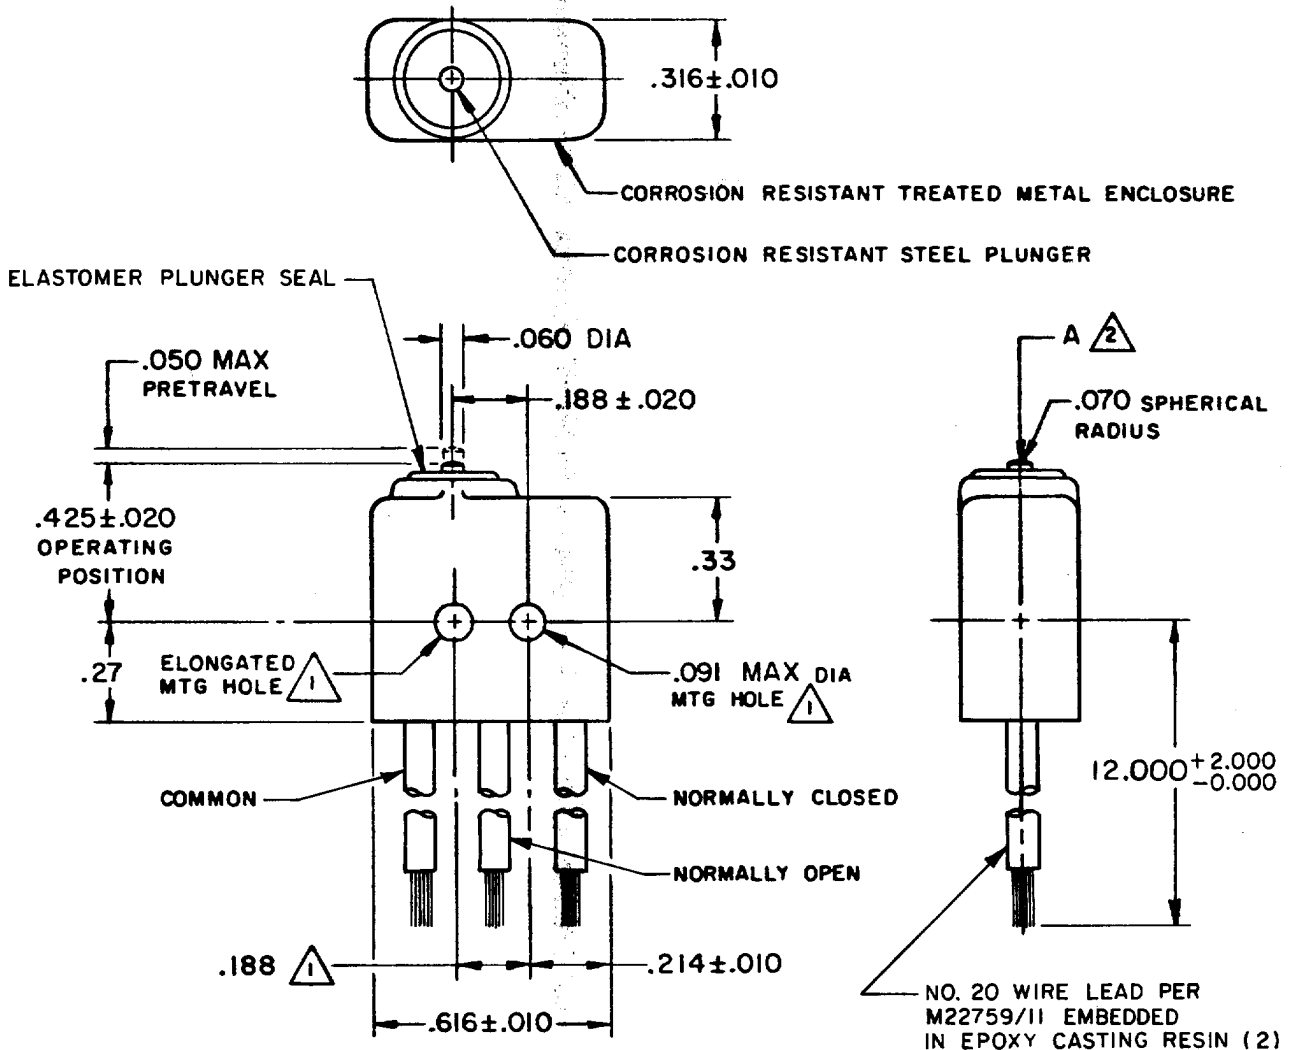 .316±.010
CORROSION RESISTANT TREATED METAL ENCLOSURE
CORROSION RESISTANT STEEL PLUNGER
ELASTOMER PLUNGER SEAL
.060 DIA
A 2
.050 MAX
PRETRAVEL
.188±.020
.070 SPHERICAL
RADIUS
.425±.020
OPERATING
POSITION
.33
.27
ELONGATED
MTG HOLE 1
.091 MAX DIA
MTG HOLE 1
12.000 +2.000
-0.000
COMMON
NORMALLY CLOSED
NORMALLY OPEN
.188 1
.214±.010
.616±.010
NO. 20 WIRE LEAD PER
M22759/11 EMBEDDED
IN EPOXY CASTING RESIN (2)